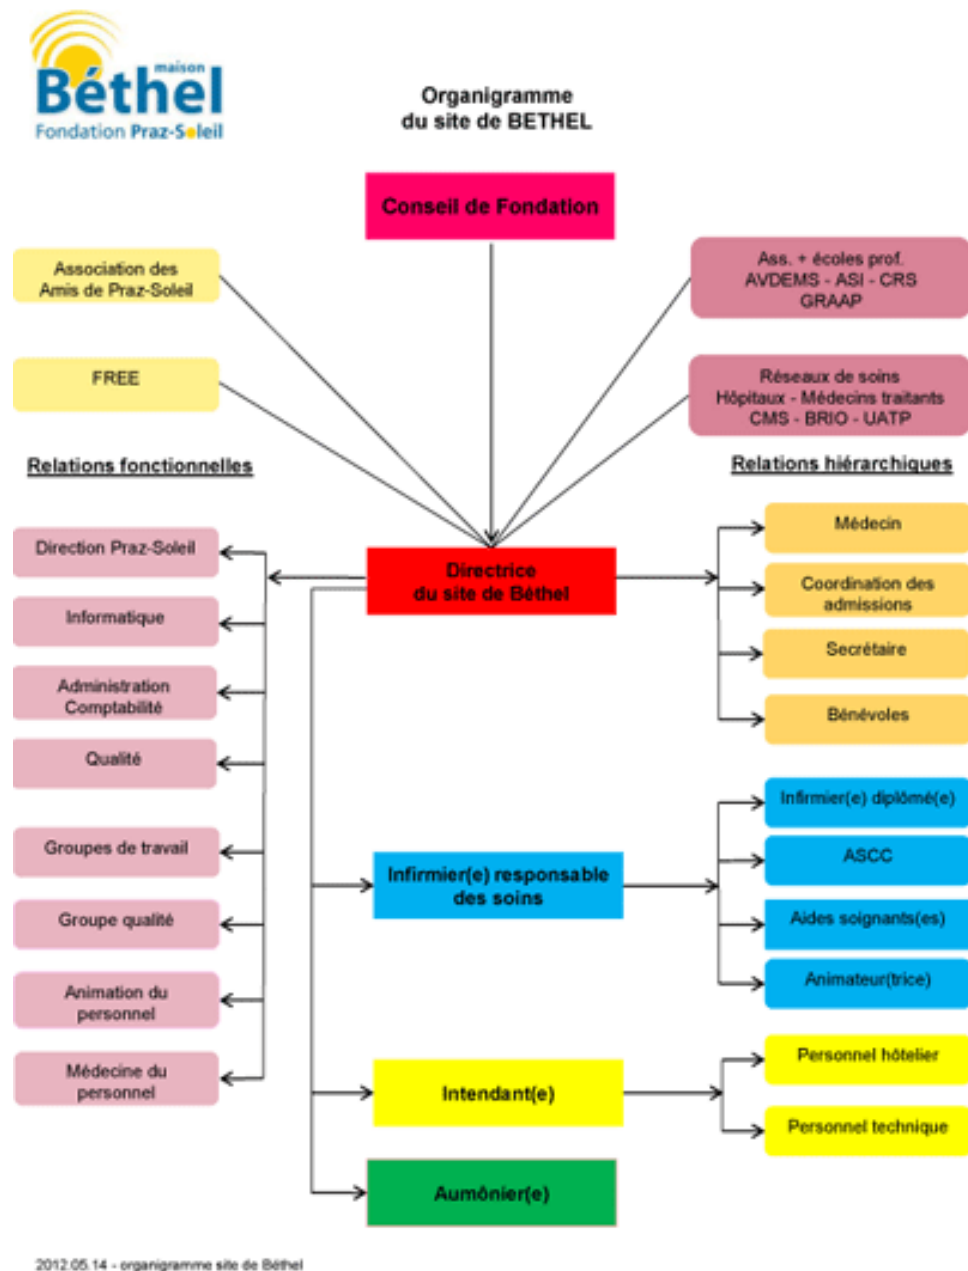 maison
Béthel
Fondation Praz-Soleil
Organigramme
du site de BETHEL
Conseil de Fondation
Association des
Amis de Praz-Soleil
FREE
Ass. + écoles prof.
AVDEMS - ASI - CRS
GRAAP
Réseaux de soins
Hôpitaux - Médecins traitants
CMS - BRIO - UATP
Relations fonctionnelles
Relations hiérarchiques
Direction Praz-Soleil
Informatique
Administration
Comptabilité
Qualité
Groupes de travail
Groupe qualité
Animation du
personnel
Médecine du
personnel
Directrice
du site de Béthel
Infirmier(e) responsable
des soins
Intendant(e)
Aumônier(e)
Médecin
Coordination des
admissions
Secrétaire
Bénévoles
Infirmier(e) diplômé(e)
ASCC
Aides soignants(es)
Animateur(trice)
Personnel hôtelier
Personnel technique
2012.05.14 - organigramme site de Béthel